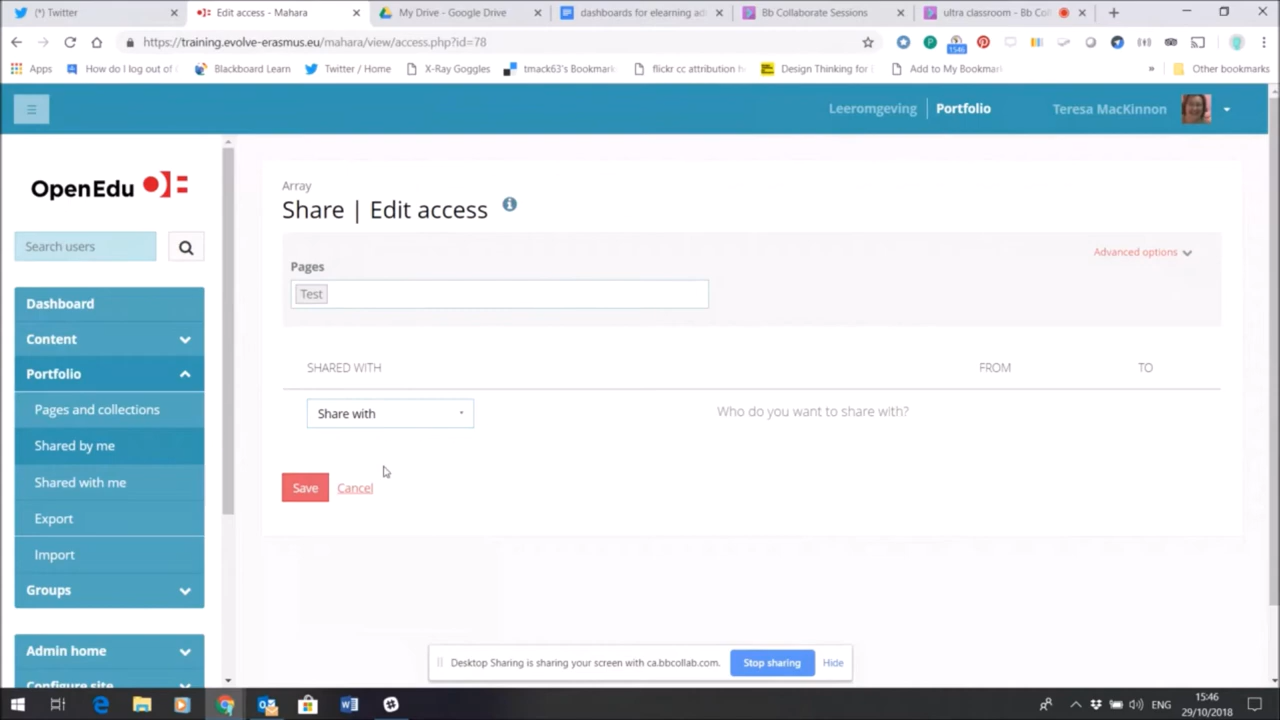 (*) Twitter
Edit access - Mahara
My Drive - Google Drive
dashboards for elearning ad
Bb Collaborate Sessions
ultra classroom - Bb Col
https://training.evolve-erasmus.eu/mahara/view/access.php?id=78
1546
Apps
How do I log out of
Blackboard Learn
Twitter / Home
X-Ray Goggles
tmack63's Bookmark
flickr cc attribution h
Design Thinking for
Add to My Bookmar
»
Other bookmarks
Leeromgeving
Portfolio
Teresa MacKinnon
OpenEdu
Search users
Dashboard
Content
Portfolio
Pages and collections
Shared by me
Shared with me
Export
Import
Groups
Admin home
Configure site
Array
Share | Edit access
Advanced options
Pages
Test
SHARED WITH
FROM
TO
Share with
Who do you want to share with?
Save
Cancel
Desktop Sharing is sharing your screen with ca.bbcollab.com.
Stop sharing
Hide
ENG
15:46
29/10/2018